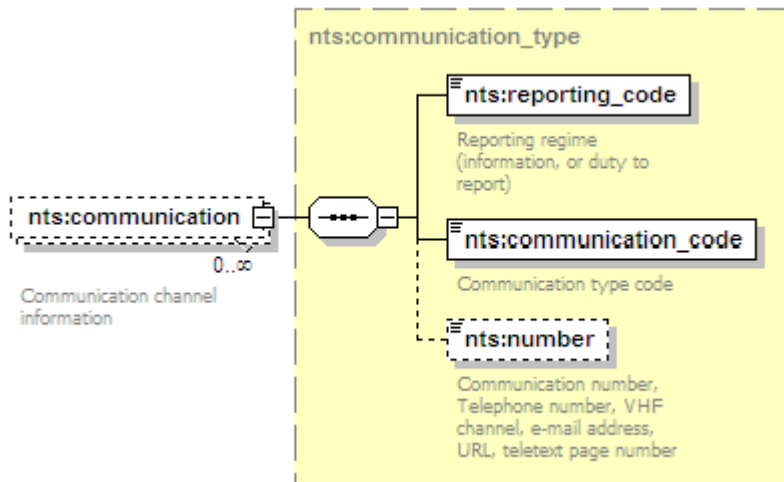 nts:communication_type
nts:reporting_code
Reporting regime
(information, or duty to
report)
nts:communication
0..∞
Communication channel
information
nts:communication_code
Communication type code
nts:number
Communication number,
Telephone number, VHF
channel, e-mail address,
URL, teletext page number